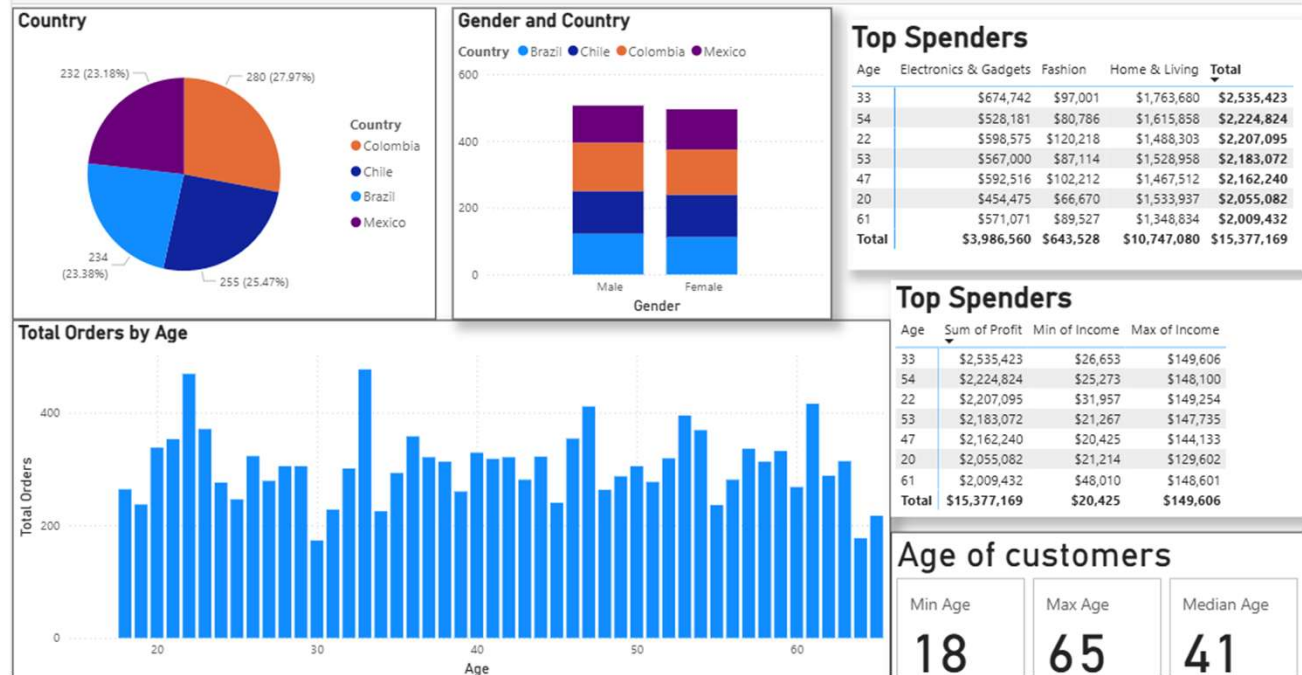 Country
232 (23.18%)
280 (27.97%)
Country
Colombia
Chile
Brazil
Mexico
234
(23.38%)
255 (25.47%)
Gender and Country
Country Brazil Chile Colombia Mexico
600
400
200
0
Male Female
Gender
Top Spenders
Age Electronics & Gadgets Fashion Home & Living Total
33 $674,742 $97,001 $1,763,680 $2,535,423
54 $528,181 $80,786 $1,615,858 $2,224,824
22 $598,575 $120,218 $1,488,303 $2,207,095
53 $567,000 $87,114 $1,528,958 $2,183,072
47 $592,516 $102,212 $1,467,512 $2,162,240
20 $454,475 $66,670 $1,533,937 $2,055,082
61 $571,071 $89,527 $1,348,834 $2,009,432
Total $3,986,560 $643,528 $10,747,080 $15,377,169
Top Spenders
Age Sum of Profit Min of Income Max of Income
33 $2,535,423 $26,653 $149,606
54 $2,224,824 $25,273 $148,100
22 $2,207,095 $31,957 $149,254
53 $2,183,072 $21,267 $147,735
47 $2,162,240 $20,425 $144,133
20 $2,055,082 $21,214 $129,602
61 $2,009,432 $48,010 $148,601
Total $15,377,169 $20,425 $149,606
Total Orders by Age
Total Orders
400
200
0
20 30 40 50 60
Age
Age of customers
Min Age Max Age Median Age
18 65 41